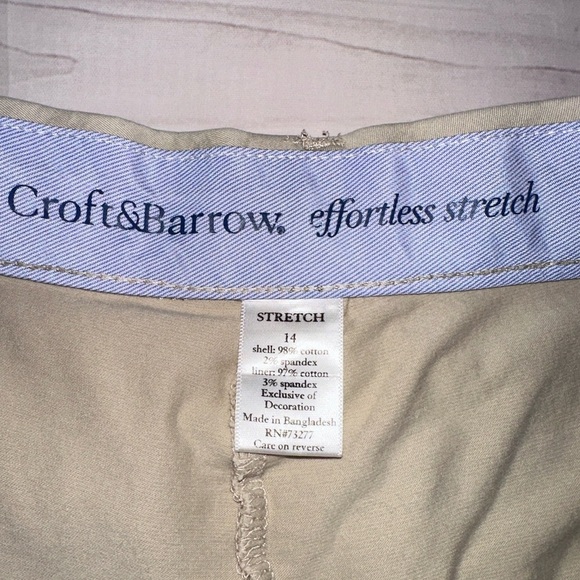 Croft&Barrow. effortless stretch
STRETCH
14
shell: 98% cotton
2% spandex
liner: 97% cotton
3% spandex
Exclusive of
Decoration
Made in Bangladesh
RN#73277
Care on reverse